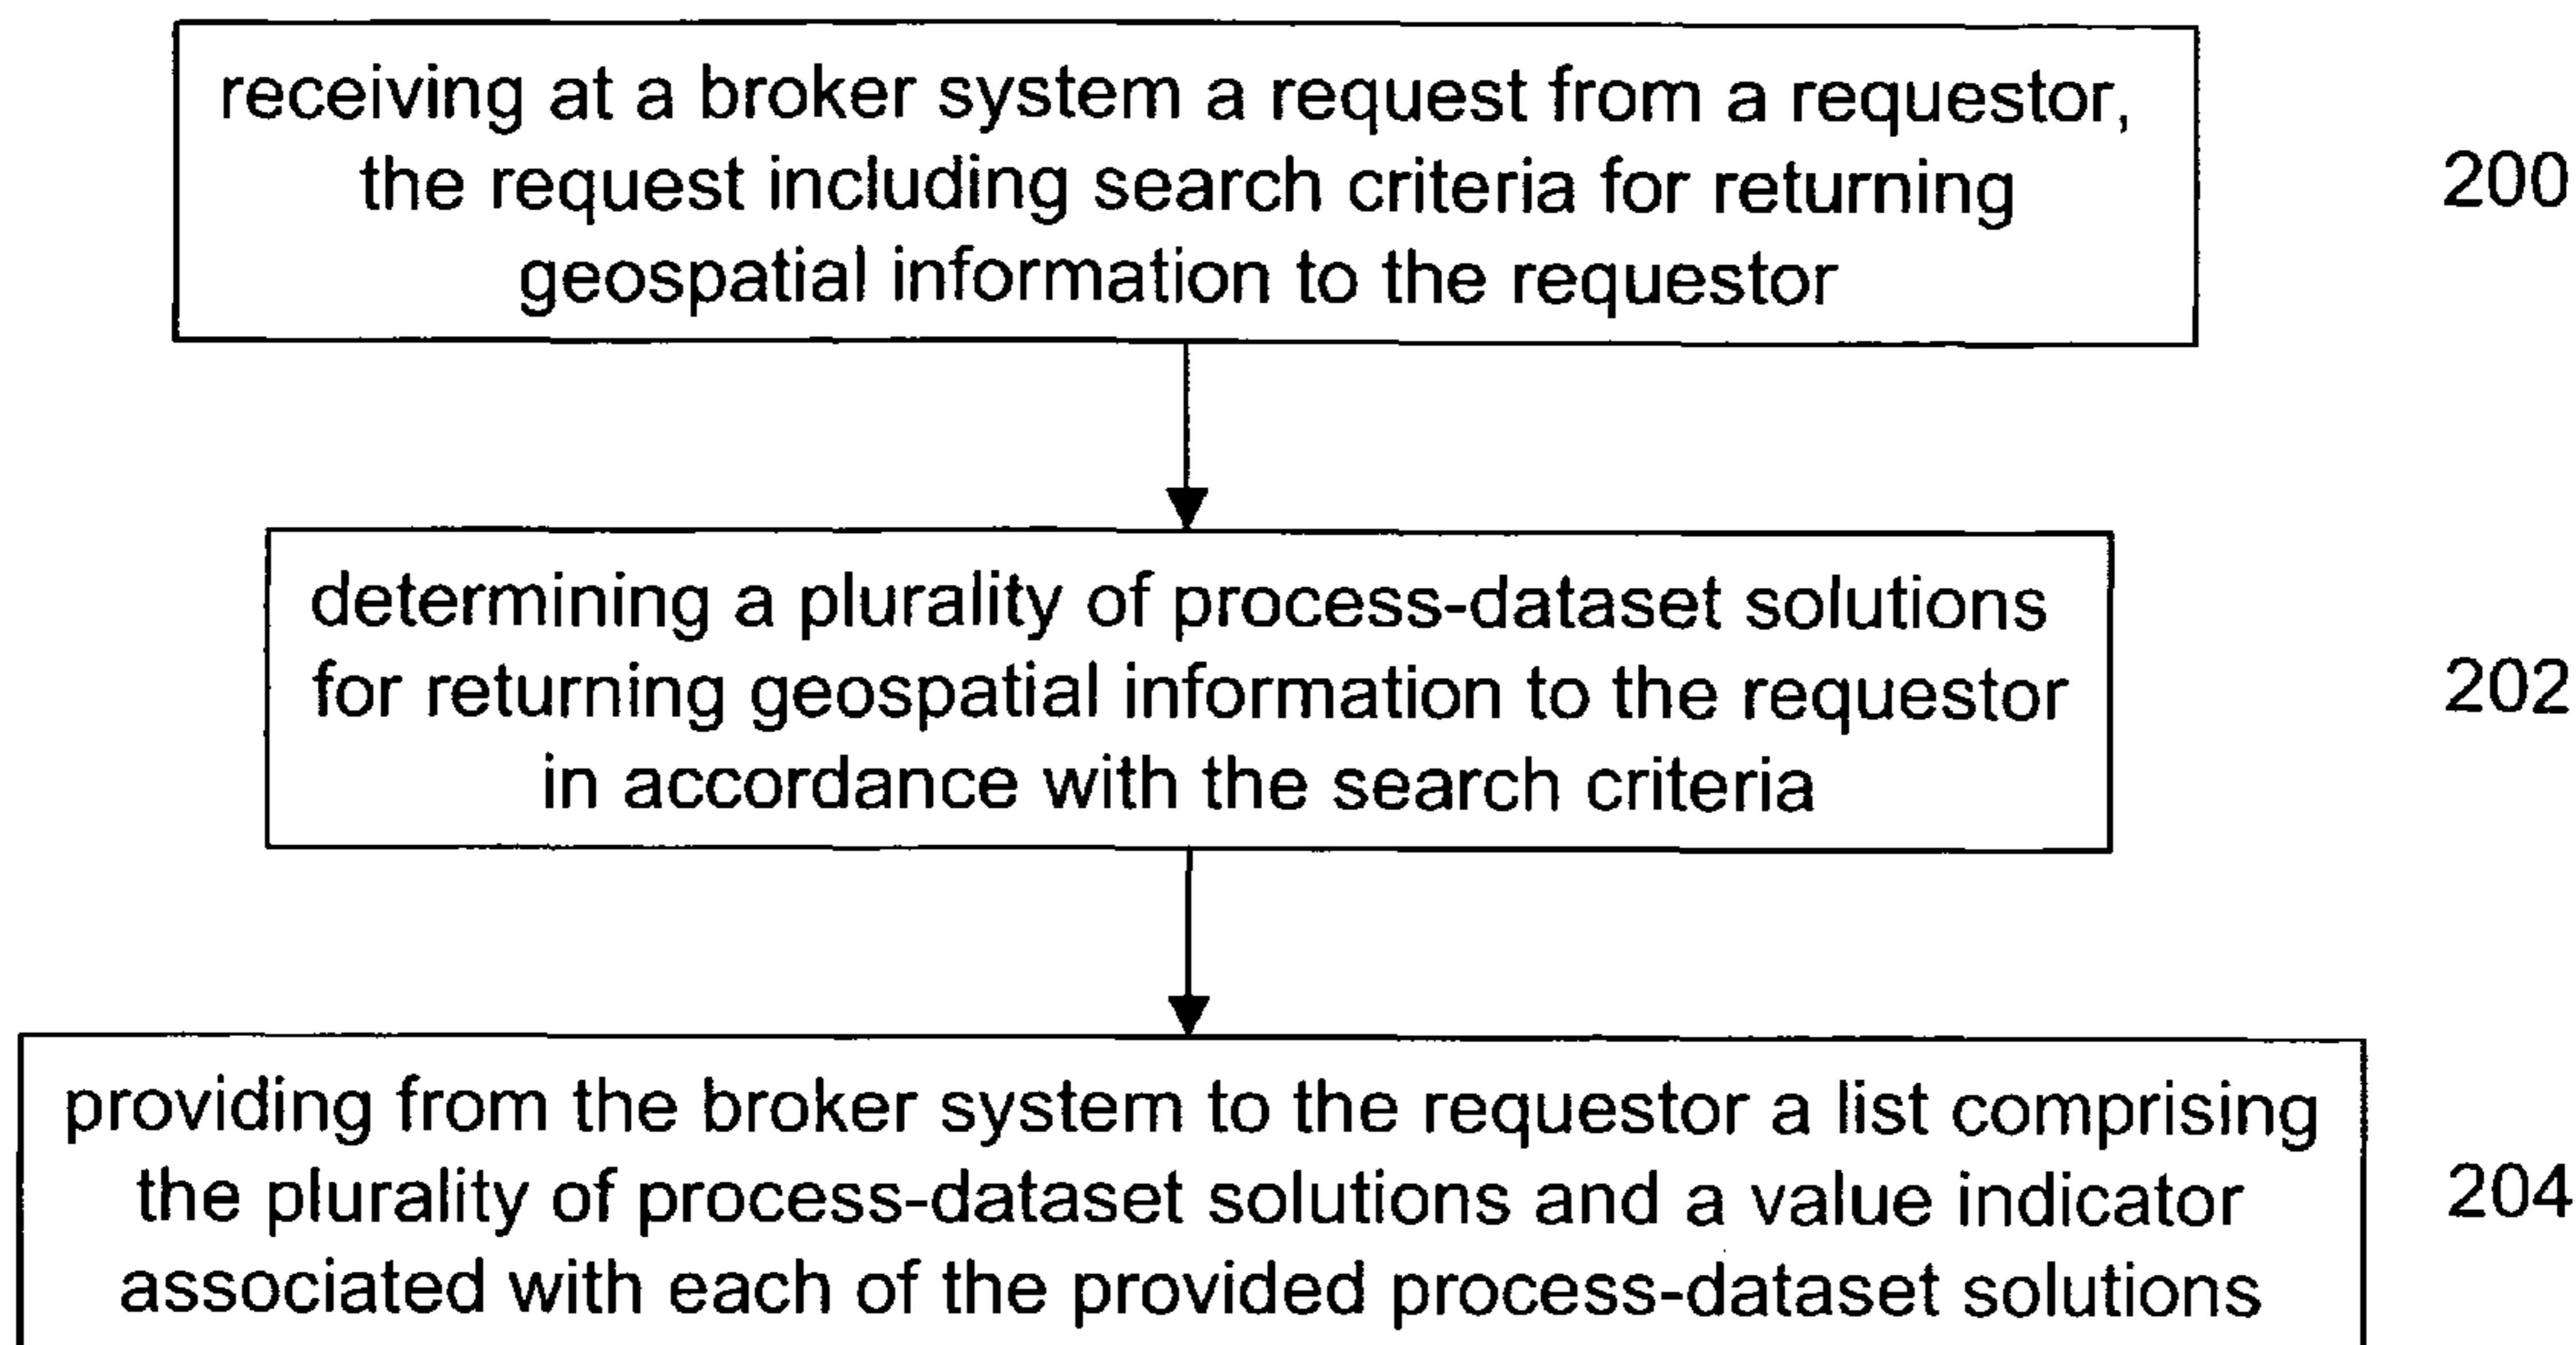 receiving at a broker system a request from a requestor,
the request including search criteria for returning
geospatial information to the requestor
200
determining a plurality of process-dataset solutions
for returning geospatial information to the requestor
in accordance with the search criteria
202
providing from the broker system to the requestor a list comprising
the plurality of process-dataset solutions and a value indicator
associated with each of the provided process-dataset solutions
204